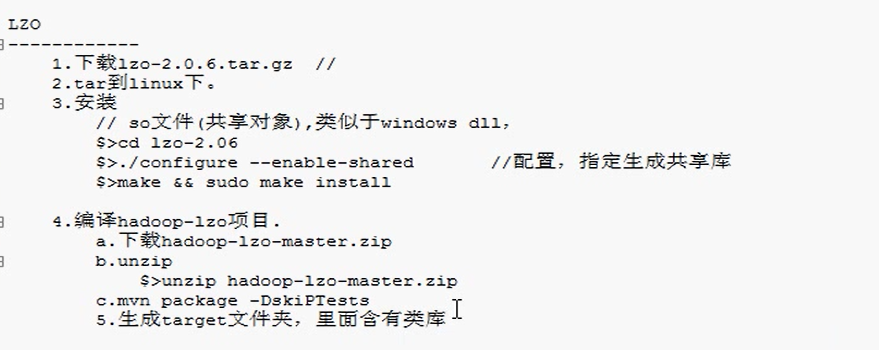 LZO
------------
1.下载lzo-2.0.6.tar.gz //
2.tar到linux下。
3.安装
// so文件(共享对象),类似于windows dll,
$>cd lzo-2.06
$>./configure --enable-shared //配置，指定生成共享库
$>make && sudo make install
4.编译hadoop-lzo项目.
a.下载hadoop-lzo-master.zip
b.unzip
$>unzip hadoop-lzo-master.zip
c.mvn package -DskiPTests
5.生成target文件夹，里面含有类库